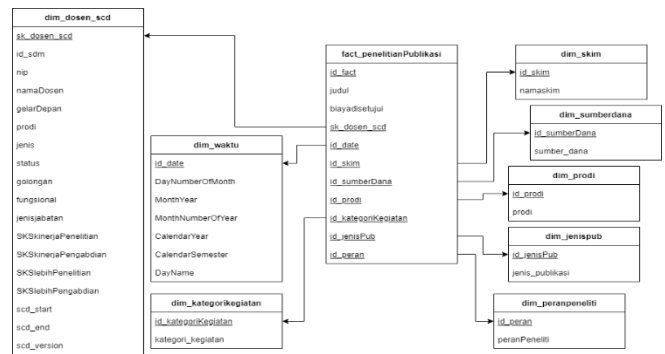 dim_dosen_scd
sk_dosen_scd
id_sdm
nip
namaDosen
gelarDepan
prodi
jenis
status
golongan
fungsional
jenisjabatan
SKSkinerjaPenelitian
SKSkinerjaPengabdian
SKSlebihPenelitian
SKSlebihPengabdian
scd_start
scd_end
scd_version
dim_waktu
id_date
DayNumberOfMonth
MonthYear
MonthNumberOfYear
CalendarYear
CalendarSemester
DayName
dim_kategorikegiatan
id_kategoriKegiatan
kategori_kegiatan
fact_penelitianPublikasi
id_fact
judul
biayadisetujui
sk_dosen_scd
id_date
id_skim
id_sumberDana
id_prodi
id_kategoriKegiatan
id_jenisPub
id_peran
dim_skim
id_skim
namaskim
dim_sumberdana
id_sumberDana
sumber_dana
dim_prodi
id_prodi
prodi
dim_jenispub
id_jenisPub
jenis_publikasi
dim_peranpeneliti
id_peran
peranPeneliti